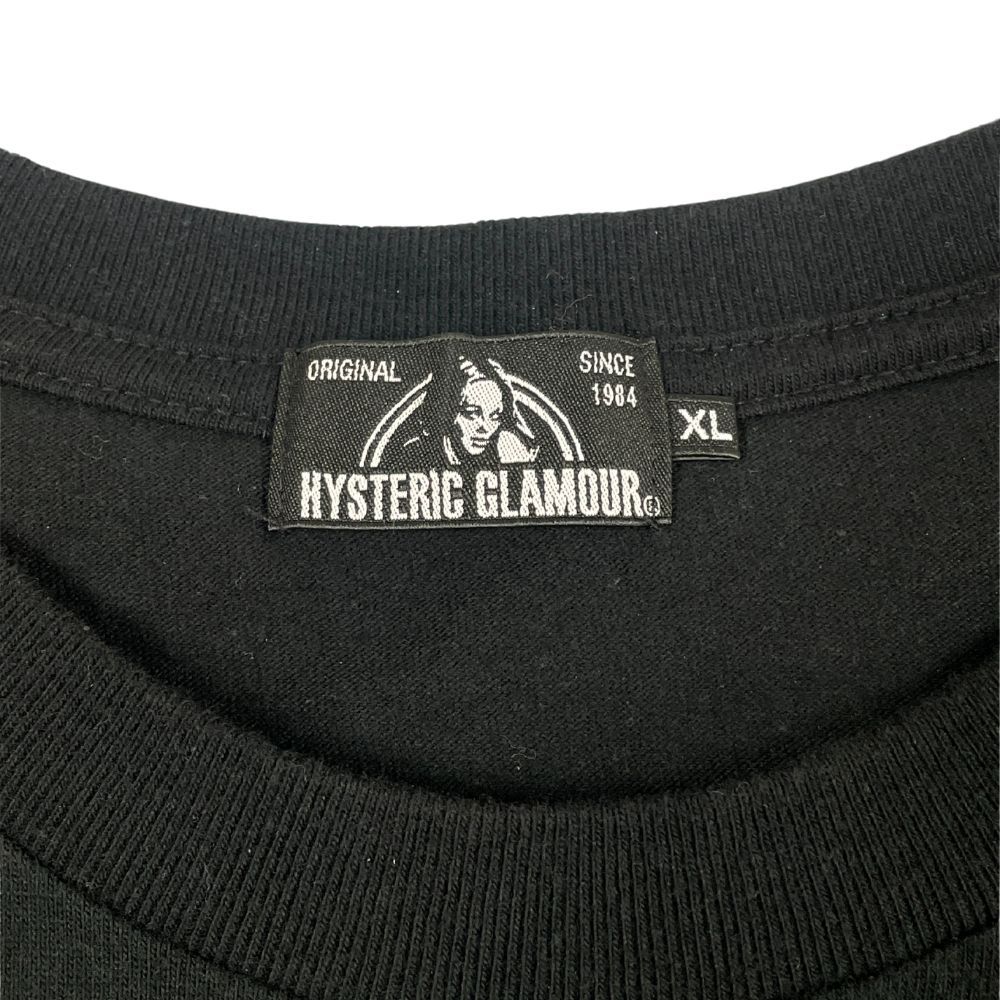 ORIGINAL
SINCE
1984
HYSTERIC GLAMOUR®
XL